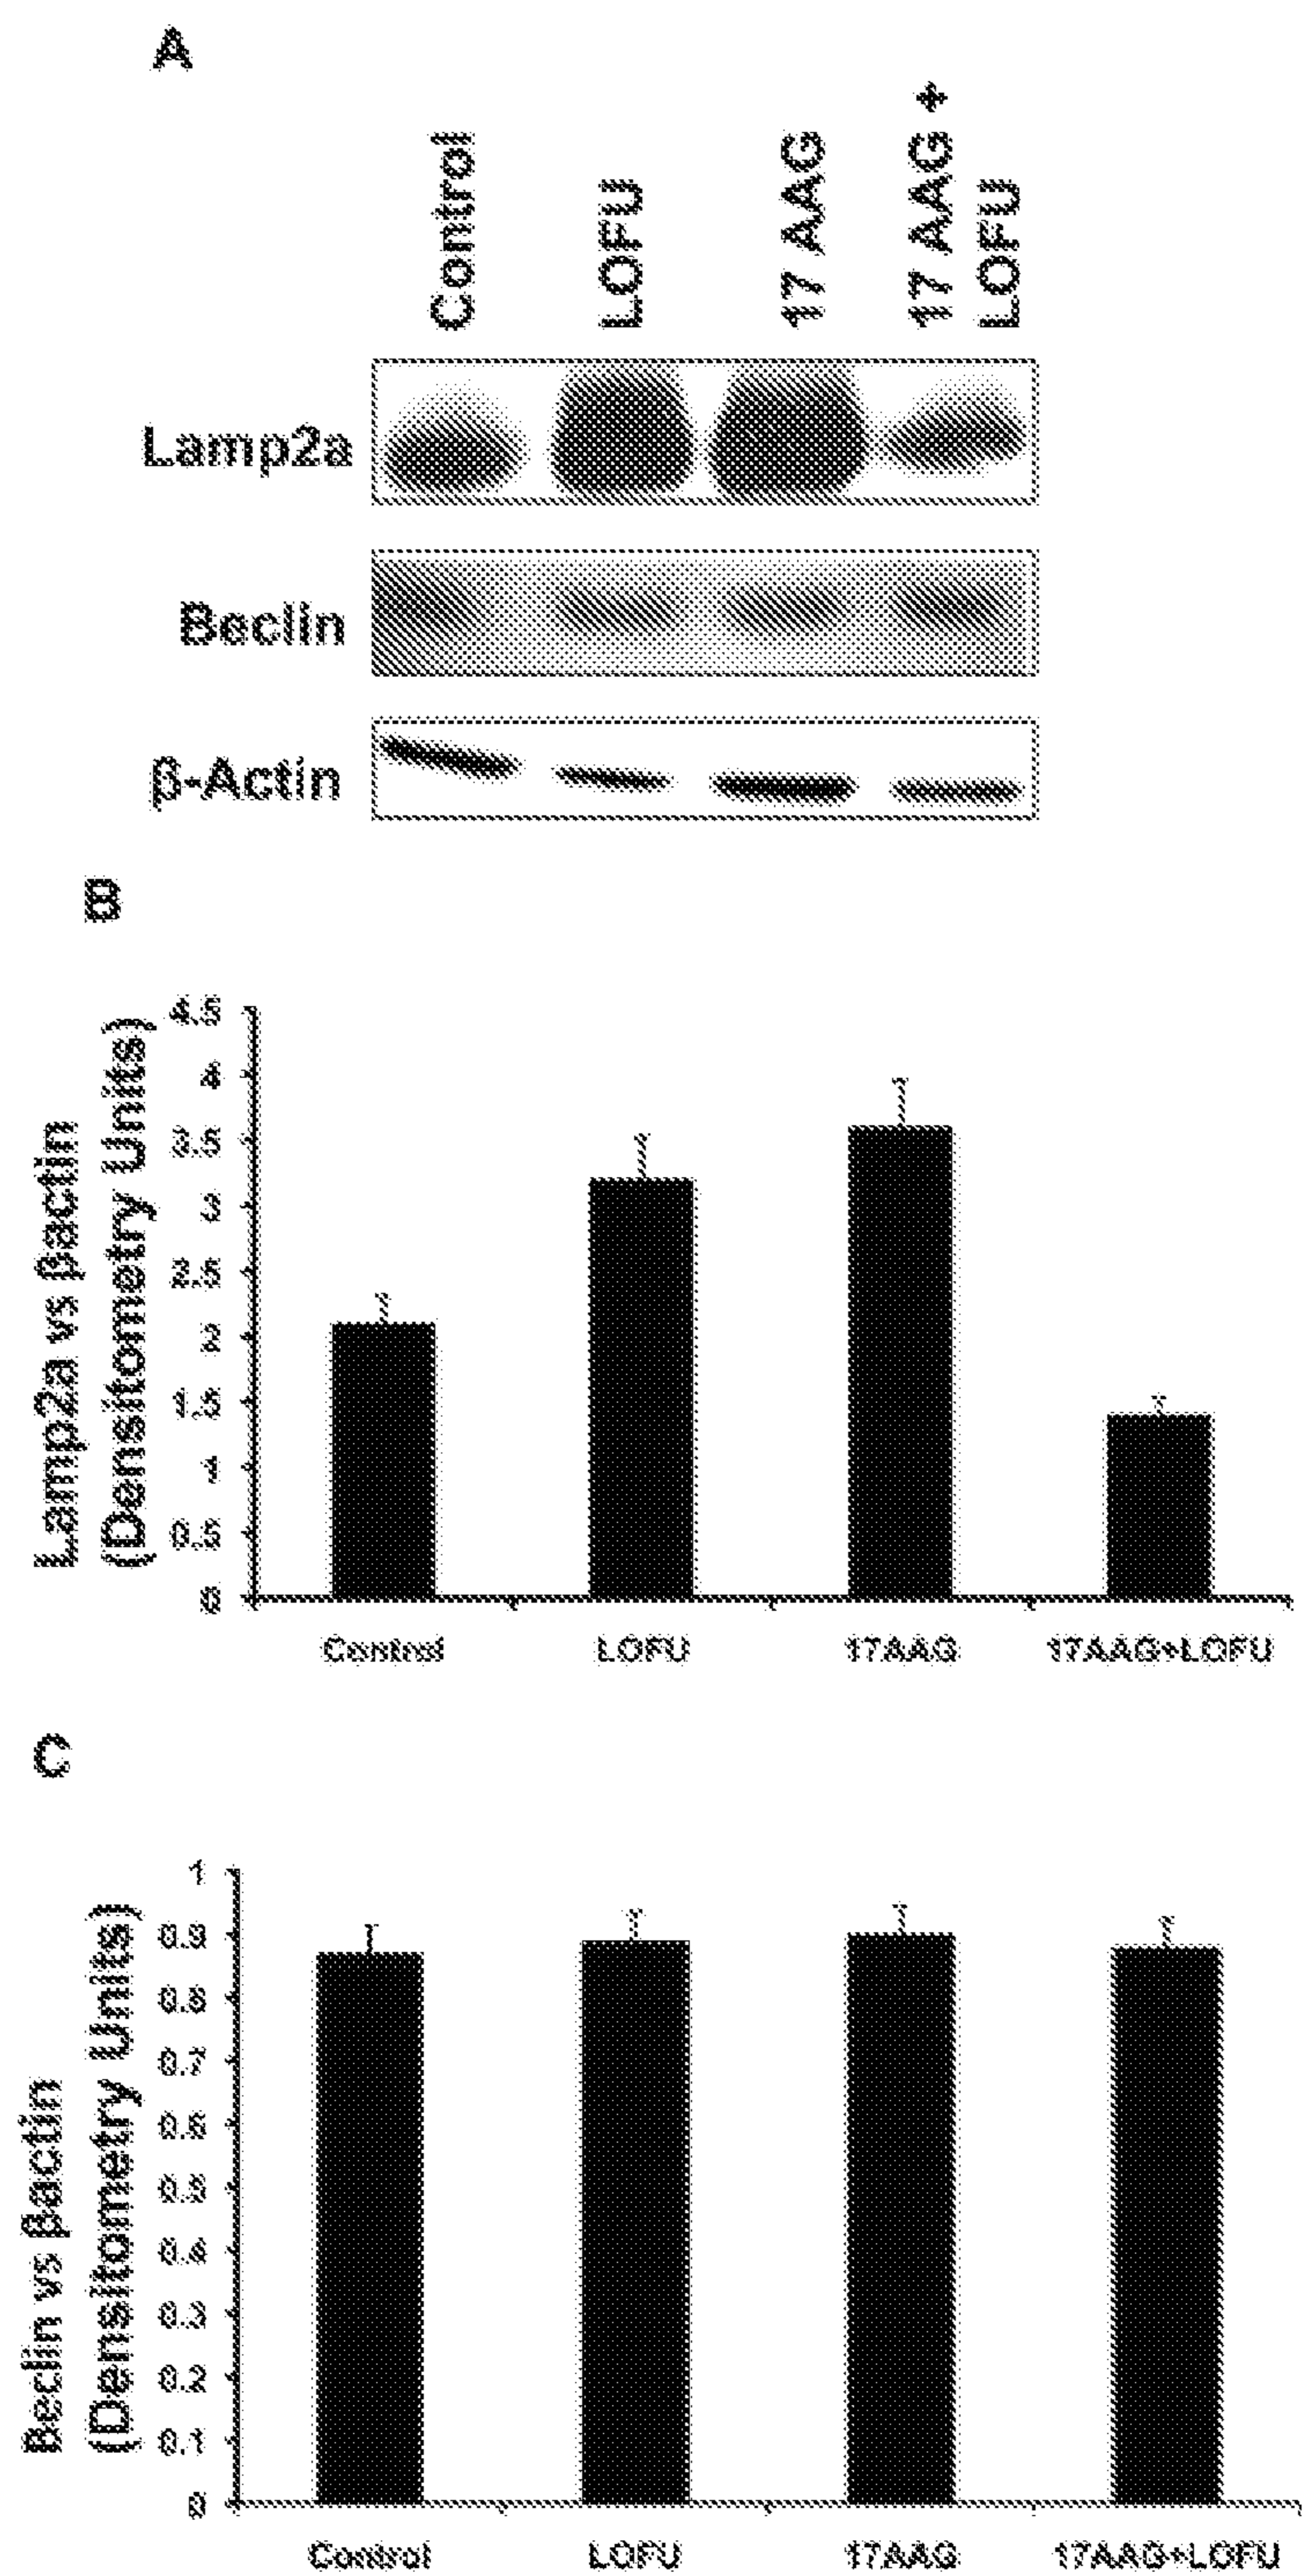 A
Control
LOFU
17 AAG
17 AAG +
LOFU
Lamp2a
Beclin
β-Actin
B
Lamp2a vs βactin
(Densitometry Units)
4.5
4
3.5
3
2.5
2
1.5
1
0.5
0
Control
LOFU
17AAG
17AAG+LOFU
C
Beclin vs βactin
(Densitometry Units)
1
0.9
0.8
0.7
0.6
0.5
0.4
0.3
0.2
0.1
0
Control
LOFU
17AAG
17AAG+LOFU